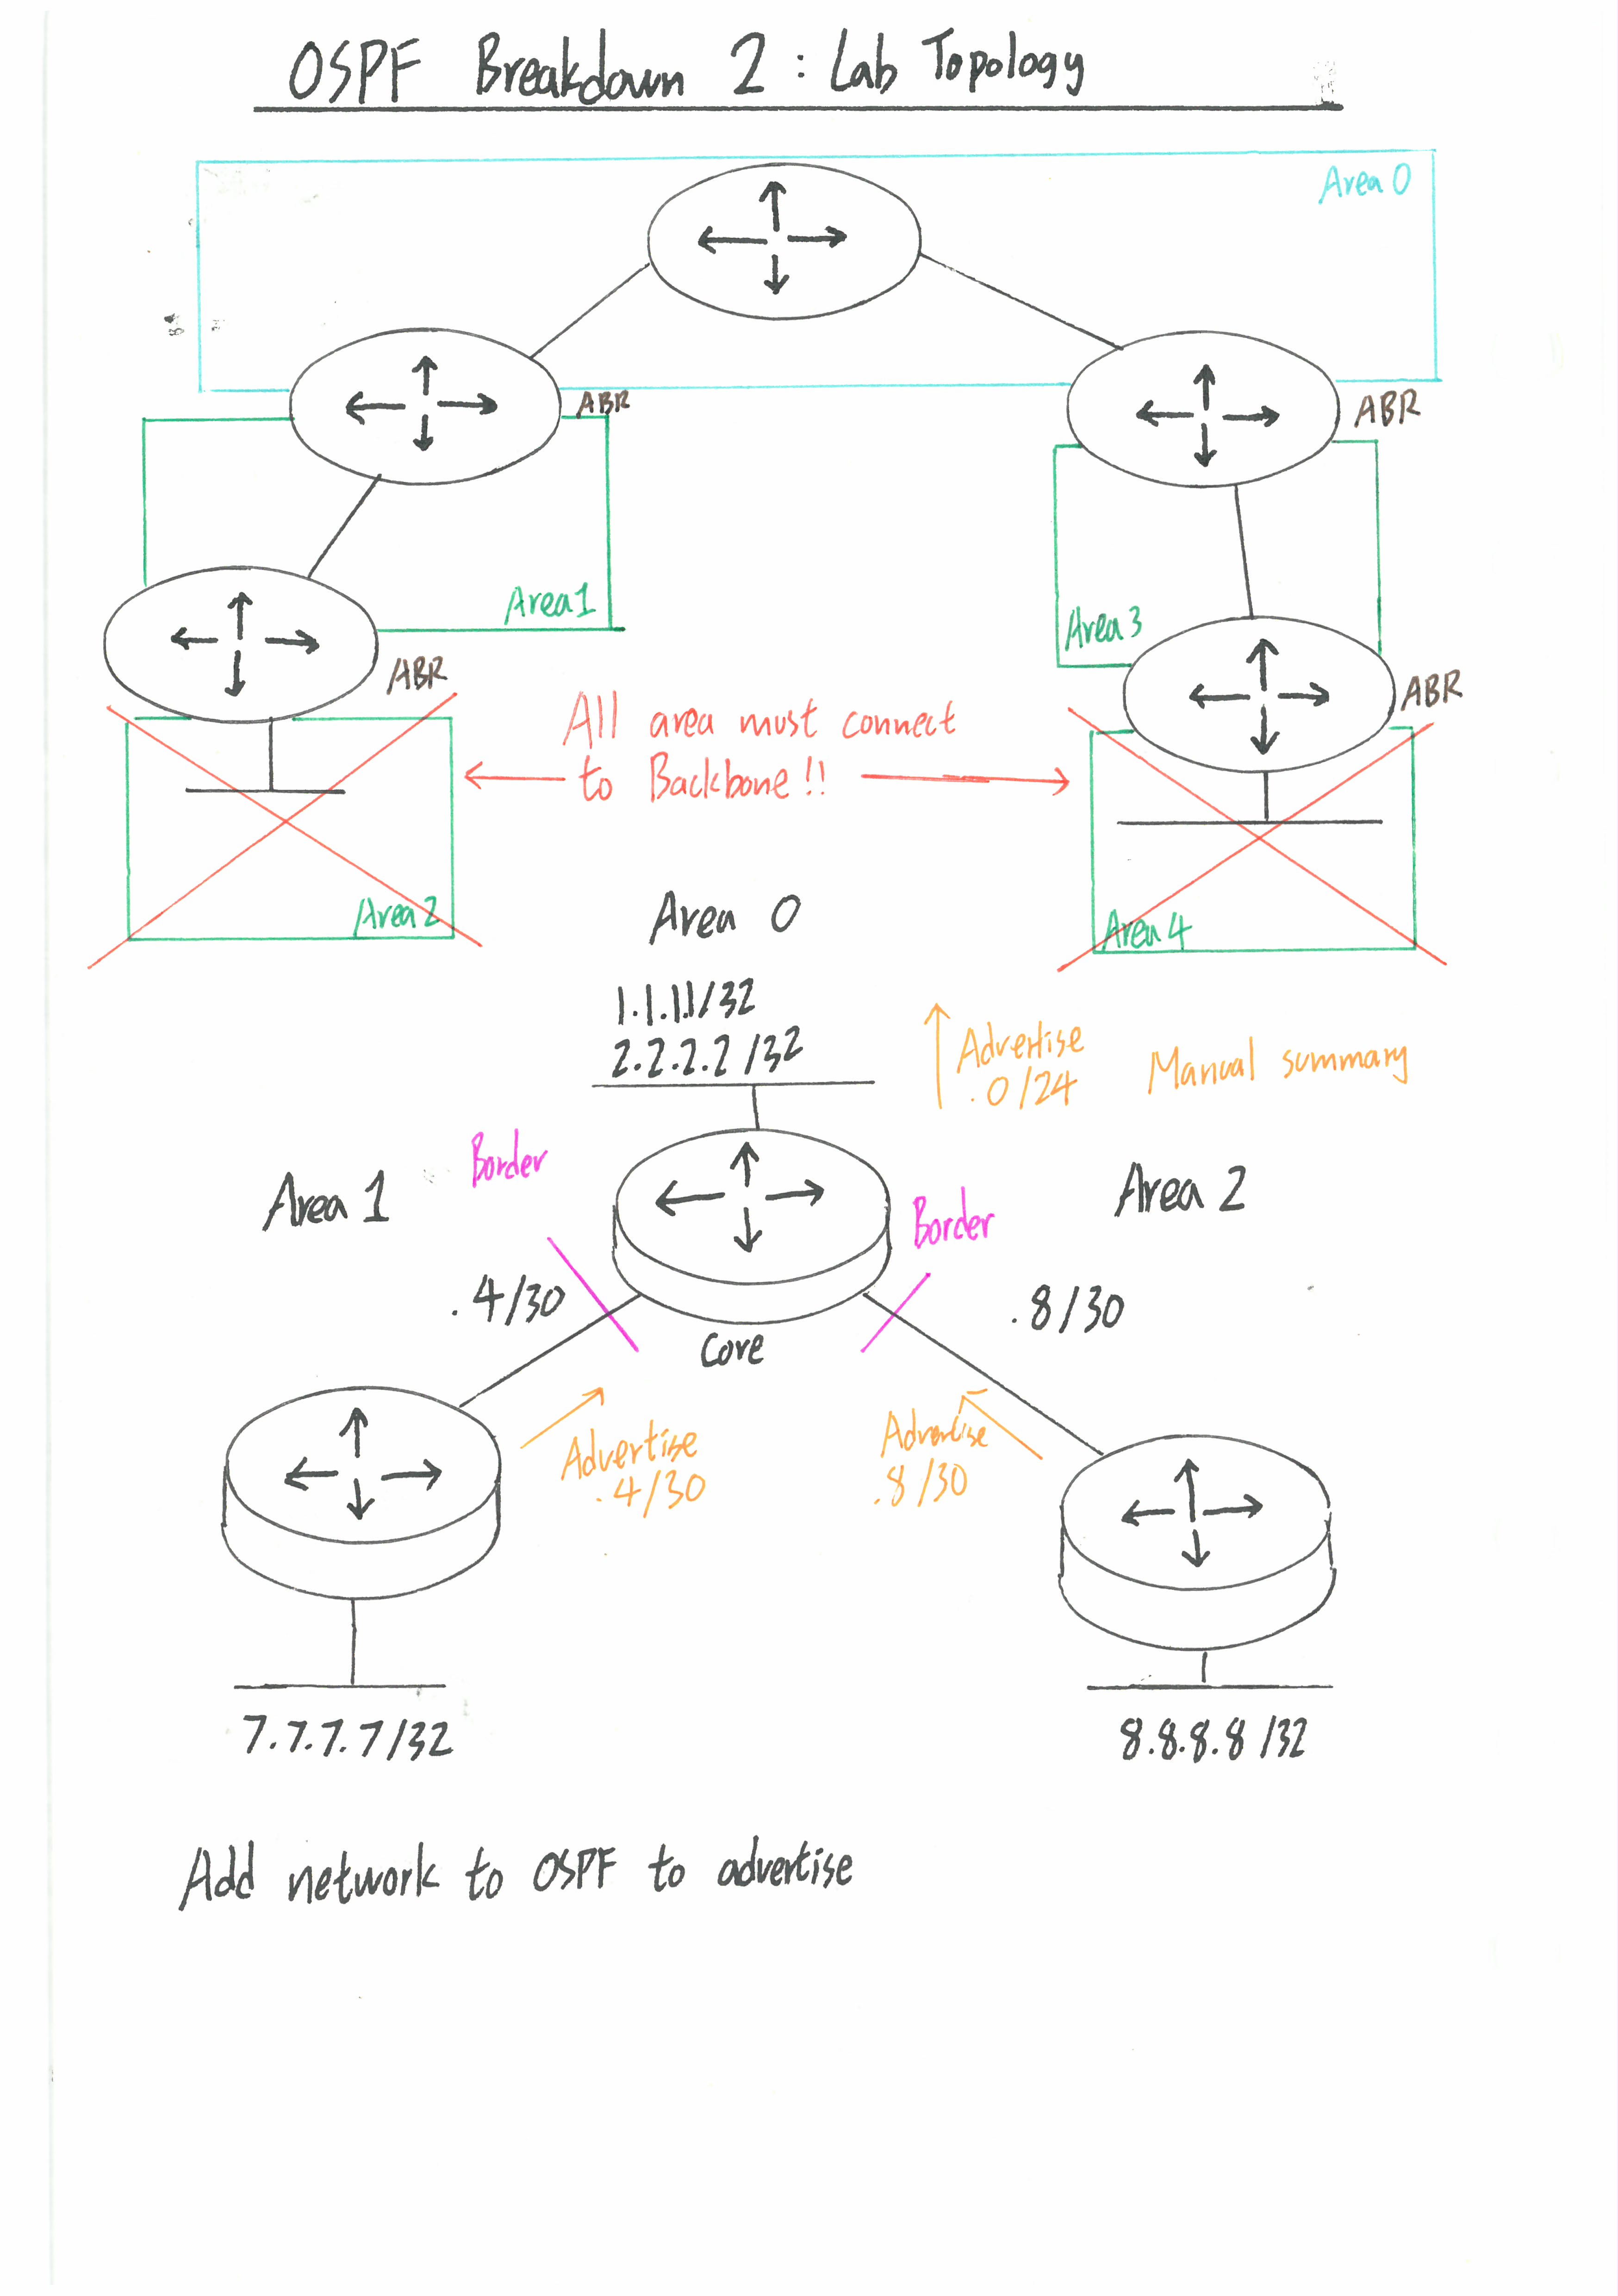 OSPF Breakdown 2 : Lab Topology
Area 0
ABR
ABR
Area 1
Area 3
ABR
ABR
All area must connect
to Backbone !!
Area 2
Area 4
Area 0
1.1.1.1/32
2.2.2.2/32
Advertise
.0/24
Manual summary
Border
Area 1
Area 2
Border
.4/30
.8/30
Core
Advertise
.4/30
Advertise
.8/30
7.7.7.7/32
8.8.8.8/32
Add network to OSPF to advertise